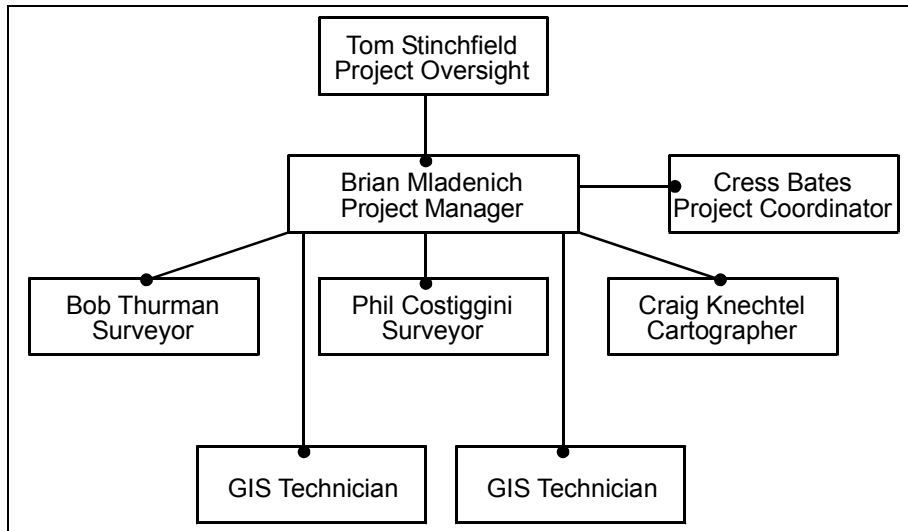 Tom Stinchfield
Project Oversight
Brian Mladenich
Project Manager
Cress Bates
Project Coordinator
Bob Thurman
Surveyor
Phil Costiggini
Surveyor
Craig Knechtel
Cartographer
GIS Technician
GIS Technician